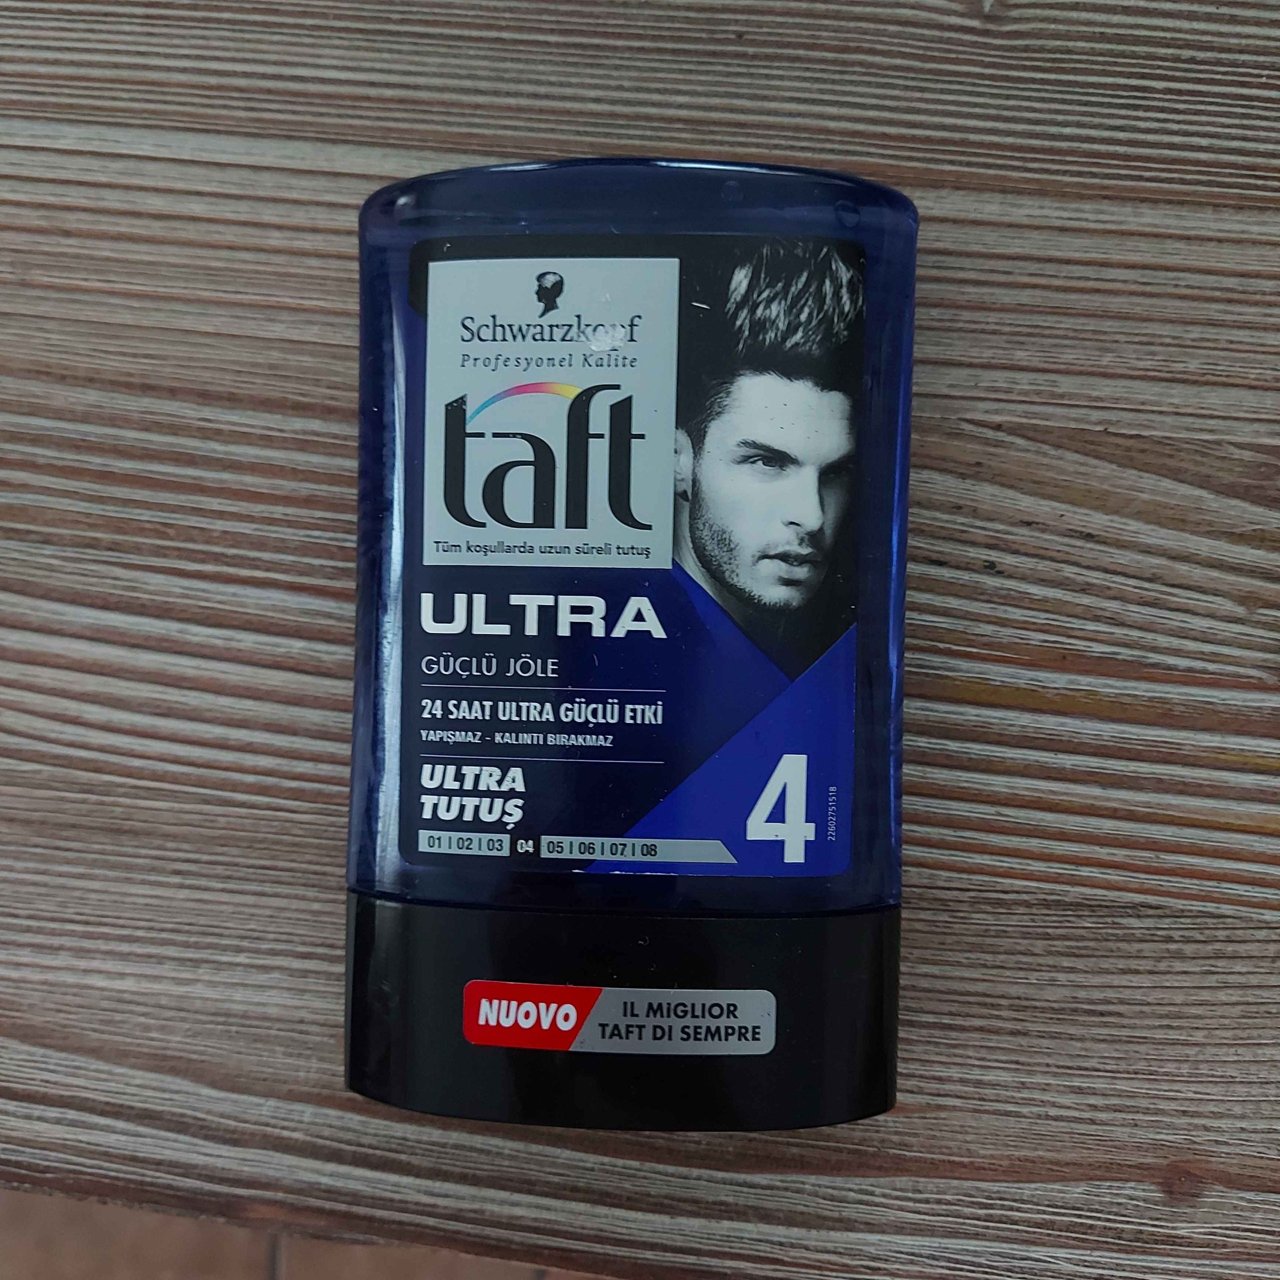 Schwarzkopf
Profesyonel Kalite
taft
Tüm koşullarda uzun süreli tutuş
ULTRA
GÜÇLÜ JÖLE
24 SAAT ULTRA GÜÇLÜ ETKİ
YAPIŞMAZ - KALINTI BIRAKMAZ
ULTRA
TUTUŞ
01 | 02 | 03 04 05 | 06 | 07 | 08
4
22602751518
NUOVO
IL MiGLIOR
TAFT DI SEMPRE